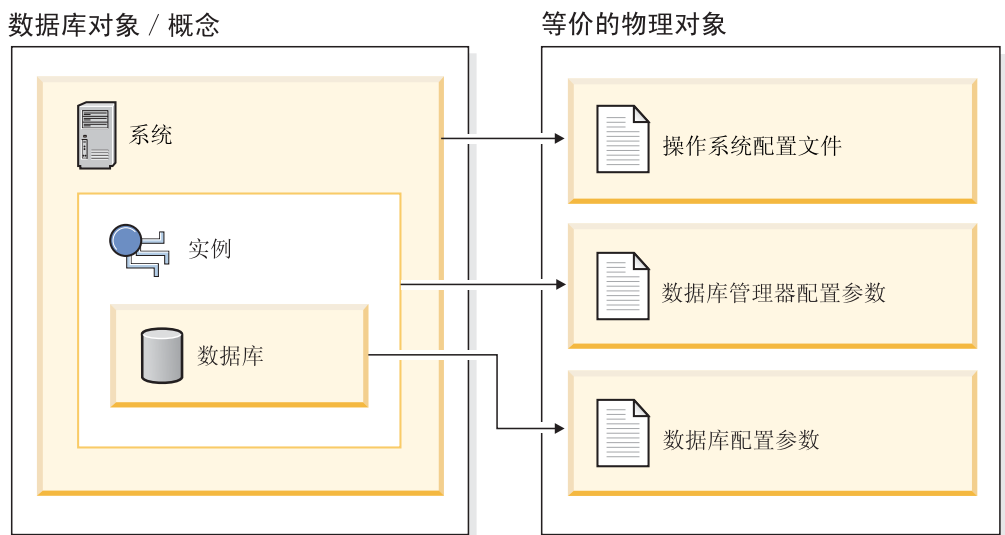 数据库对象 / 概念
系统
实例
数据库
等价的物理对象
操作系统配置文件
数据库管理器配置参数
数据库配置参数